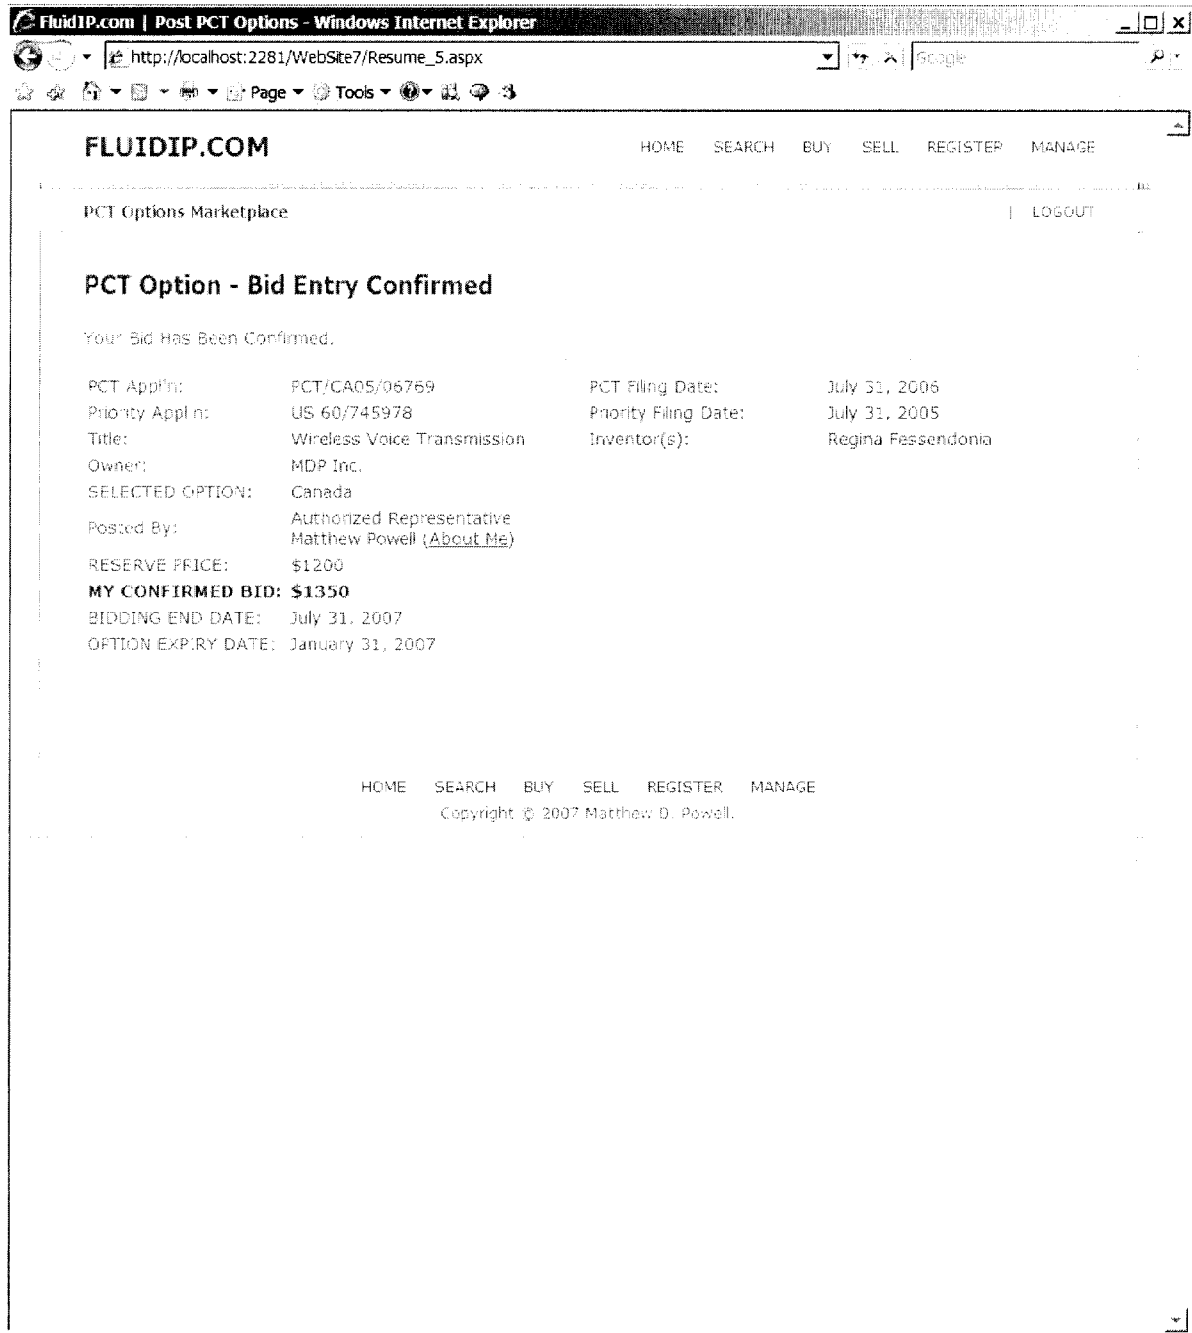 FluidIP.com | Post PCT Options - Windows Internet Explorer
http://localhost:2281/WebSite7/Resume_5.aspx
Google
Page Tools
FLUIDIP.COM HOME SEARCH BUY SELL REGISTER MANAGE
PCT Options Marketplace | LOGOUT
PCT Option - Bid Entry Confirmed
Your Bid Has Been Confirmed.
PCT Appl'n: PCT/CA05/06769 PCT Filing Date: July 31, 2006
Priority Appl'n: US 60/745978 Priority Filing Date: July 31, 2005
Title: Wireless Voice Transmission Inventor(s): Regina Fessendonia
Owner: MDP Inc.
SELECTED OPTION: Canada
Posted By: Authorized Representative
Matthew Powell (About Me)
RESERVE PRICE: $1200
MY CONFIRMED BID: $1350
BIDDING END DATE: July 31, 2007
OPTION EXPIRY DATE: January 31, 2007
HOME SEARCH BUY SELL REGISTER MANAGE
Copyright © 2007 Matthew D. Powell.